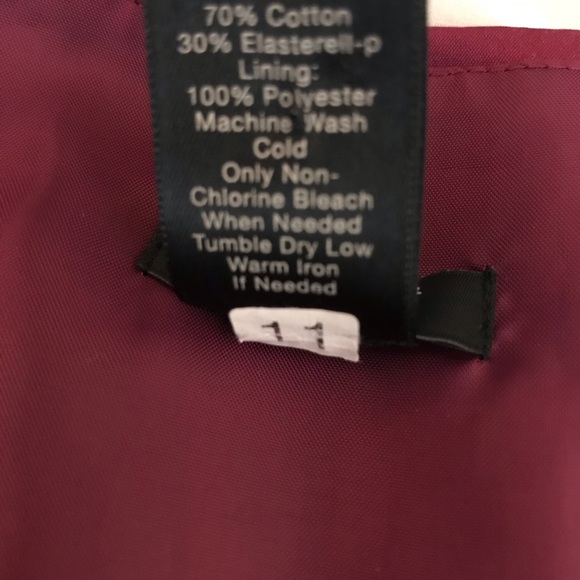 70% Cotton
30% Elasterell-p
Lining:
100% Polyester
Machine Wash
Cold
Only Non-
Chlorine Bleach
When Needed
Tumble Dry Low
Warm Iron
If Needed
11